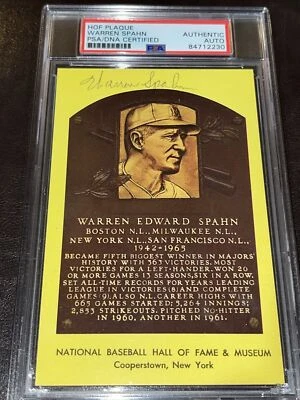 HOF PLAQUE
WARREN SPAHN
PSA/DNA CERTIFIED
AUTHENTIC
AUTO
84712230
PSA
Warren Spahn
B
WARREN EDWARD SPAHN
BOSTON N.L., MILWAUKEE N.L.,
NEW YORK N.L., SAN FRANCISCO N.L.,
1942-1965
BECAME FIFTH BIGGEST WINNER IN MAJORS'
HISTORY WITH 363 VICTORIES, MOST
VICTORIES FOR A LEFT-HANDER. WON 20
OR MORE GAMES 13 SEASONS, SIX IN A ROW.
SET ALL-TIME RECORDS FOR YEARS LEADING
LEAGUE IN VICTORIES (8) AND COMPLETE
GAMES (9). ALSO N.L. CAREER HIGHS WITH
665 GAMES STARTED; 5,264 INNINGS;
2,853 STRIKEOUTS. PITCHED NO-HITTER
IN 1960, ANOTHER IN 1961.
NATIONAL BASEBALL HALL OF FAME & MUSEUM
Cooperstown, New York